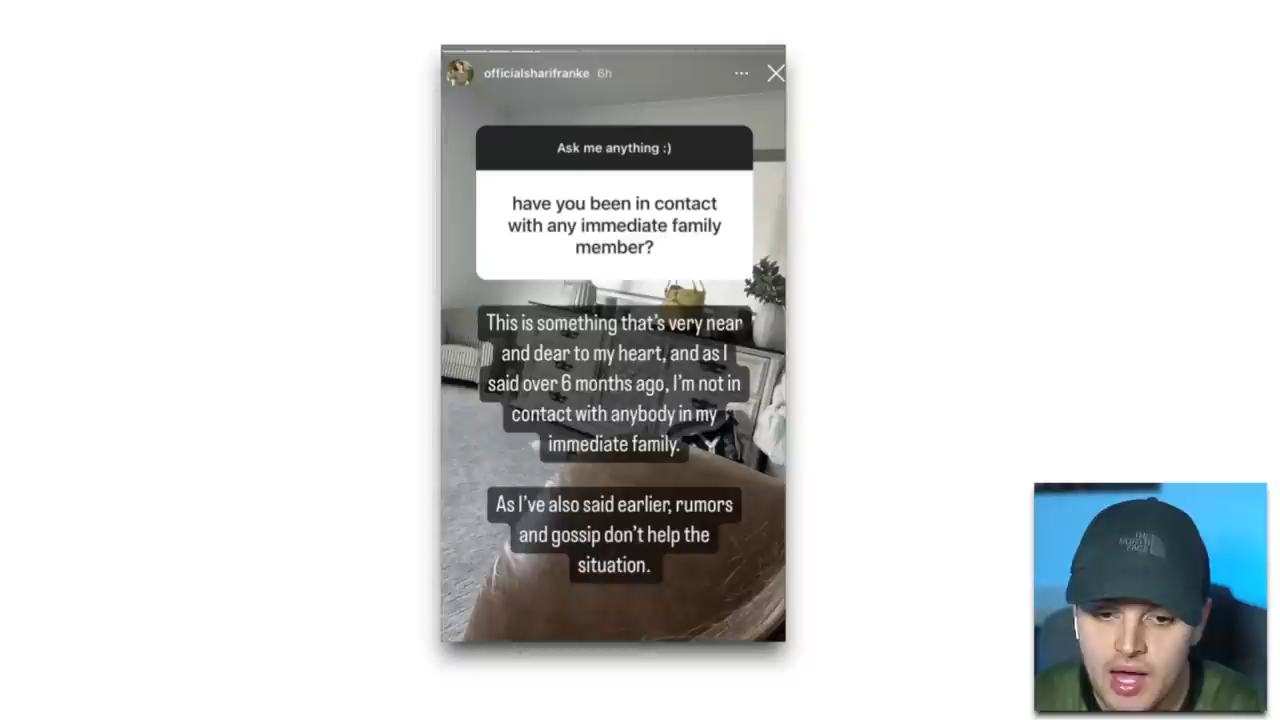 officialsharifranke 6h
Ask me anything :)
have you been in contact
with any immediate family
member?
This is something that's very near
and dear to my heart, and as I
said over 6 months ago, I'm not in
contact with anybody in my
immediate family.
As I've also said earlier, rumors
and gossip don't help the
situation.
THE
NORTH
FACE